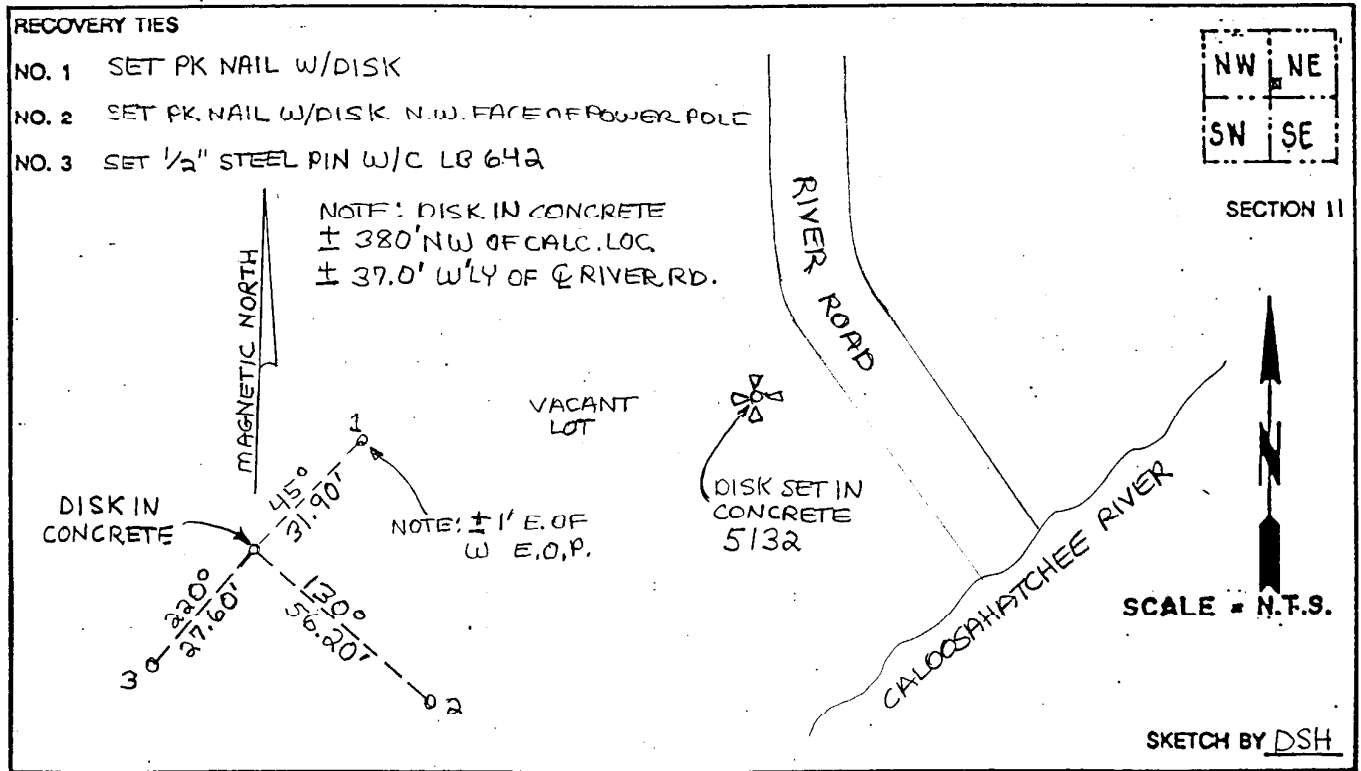 RECOVERY TIES
NO. 1 SET PK NAIL W/DISK
NO. 2 SET PK. NAIL W/DISK N.W. FACE OF POWER POLE
NO. 3 SET 1/2" STEEL PIN W/C LB 642
NW NE
SW SE
SECTION 11
NOTE: DISK IN CONCRETE
± 380' NW OF CALC. LOC.
± 37.0' W'LY OF ℄ RIVER RD.
MAGNETIC NORTH
RIVER ROAD
VACANT
LOT
1
45°
31.90'
DISK IN
CONCRETE
NOTE: ± 1' E. OF
W E.O.P.
DISK SET IN
CONCRETE
5132
N
220°
27.60'
130°
56.20'
3
2
CALOOSAHATCHEE RIVER
SCALE = N.T.S.
SKETCH BY DSH